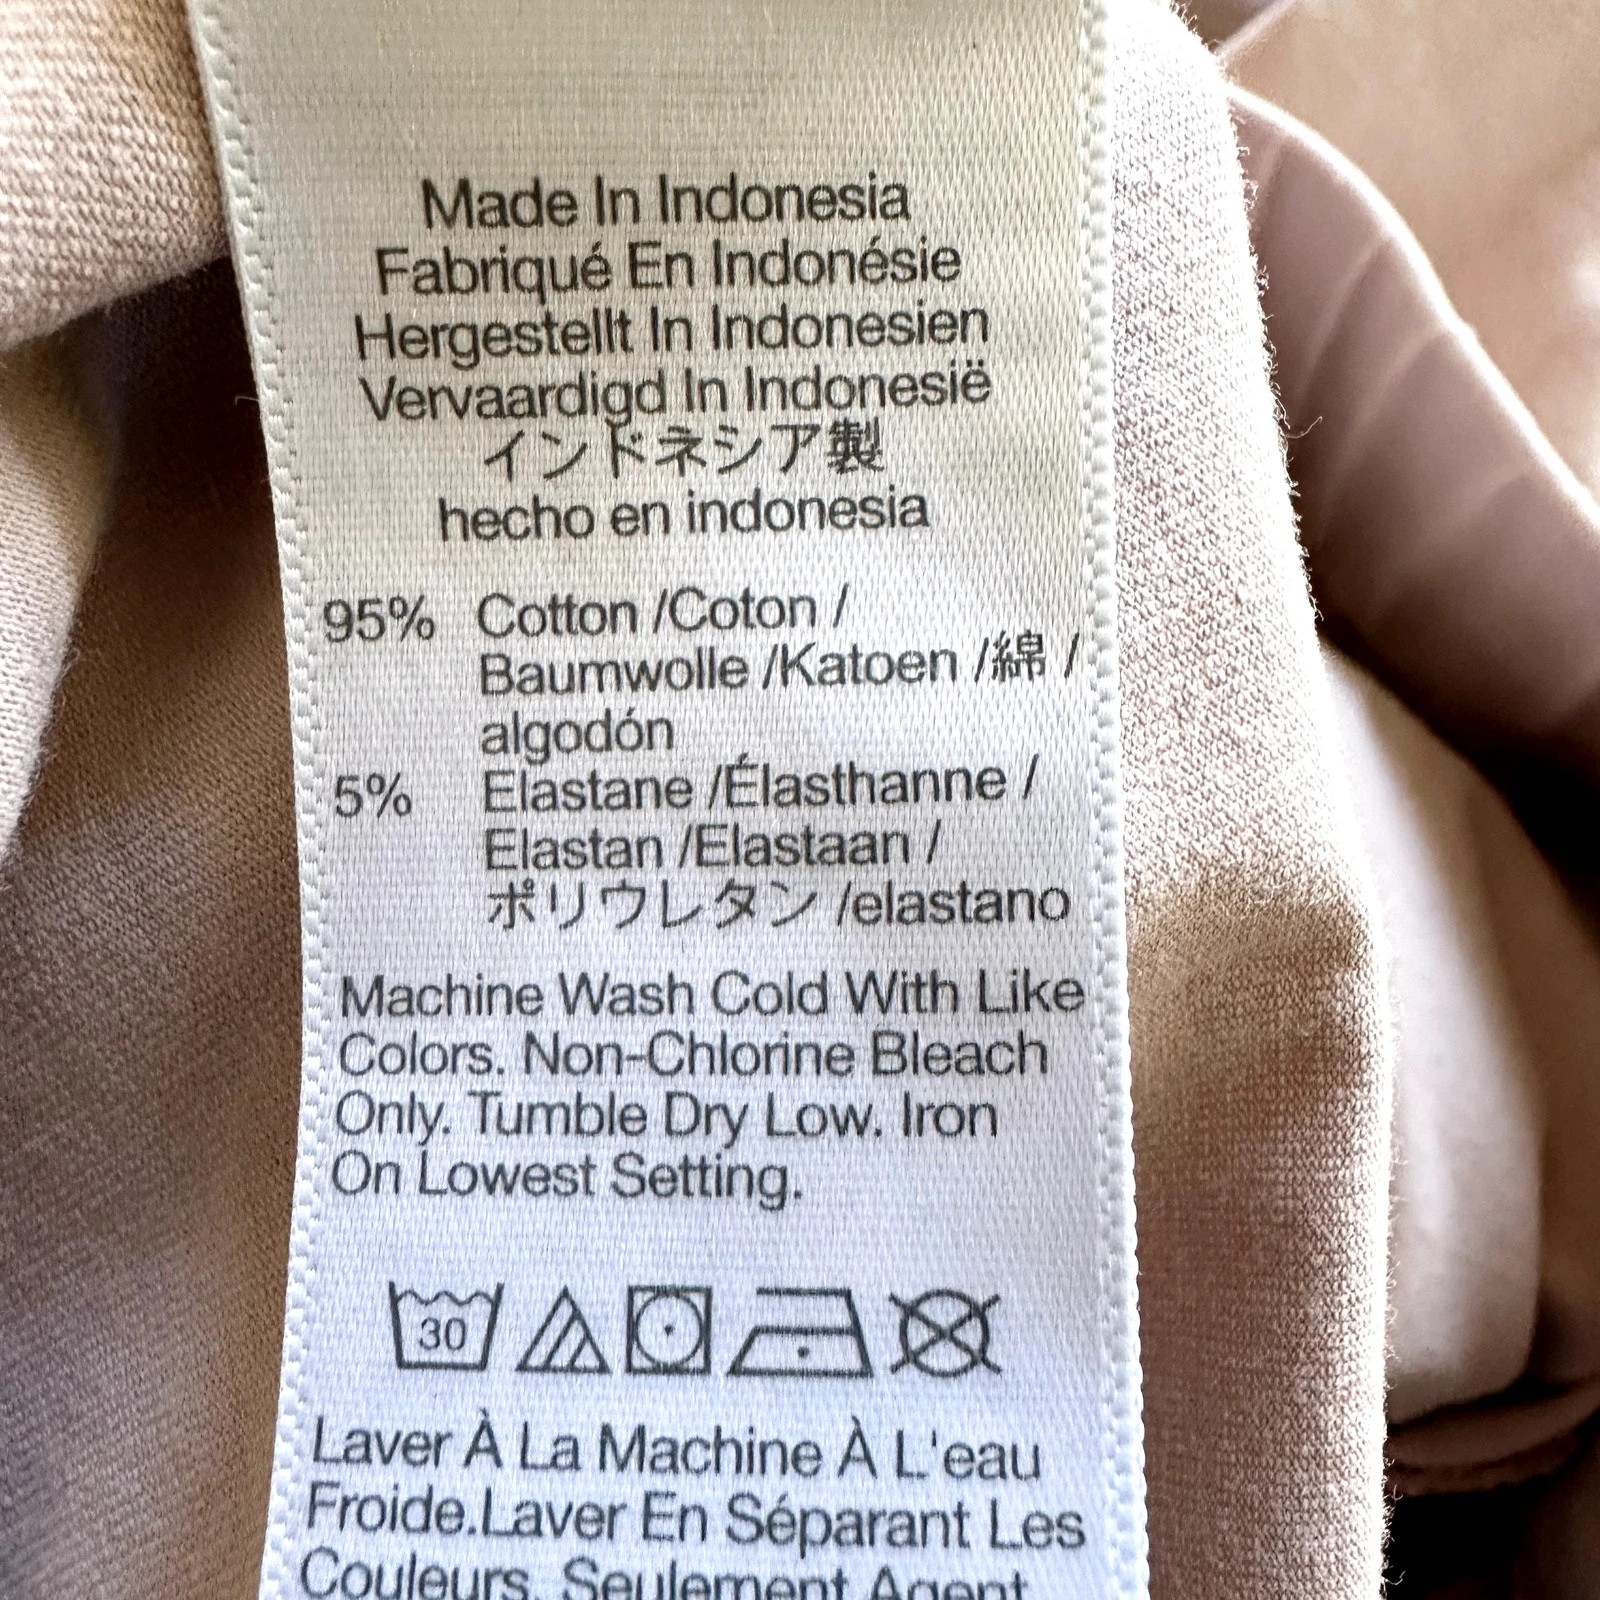 Made In Indonesia
Fabriqué En Indonésie
Hergestellt In Indonesien
Vervaardigd In Indonesië
インドネシア製
hecho en indonesia
95% Cotton /Coton /
Baumwolle /Katoen /綿 /
algodón
5% Elastane /Élasthanne /
Elastan /Elastaan /
ポリウレタン /elastano
Machine Wash Cold With Like
Colors. Non-Chlorine Bleach
Only. Tumble Dry Low. Iron
On Lowest Setting.
30
Laver À La Machine À L'eau
Froide.Laver En Séparant Les
Couleurs. Seulement Agent